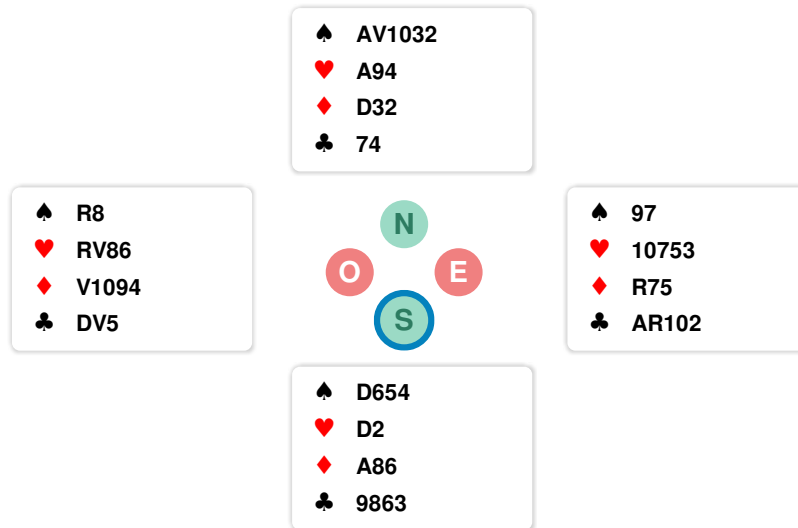 ♠ AV1032
♥ A94
♦ D32
♣ 74
♠ R8
♥ RV86
♦ V1094
♣ DV5
N
O E
S
♠ 97
♥ 10753
♦ R75
♣ AR102
♠ D654
♥ D2
♦ A86
♣ 9863